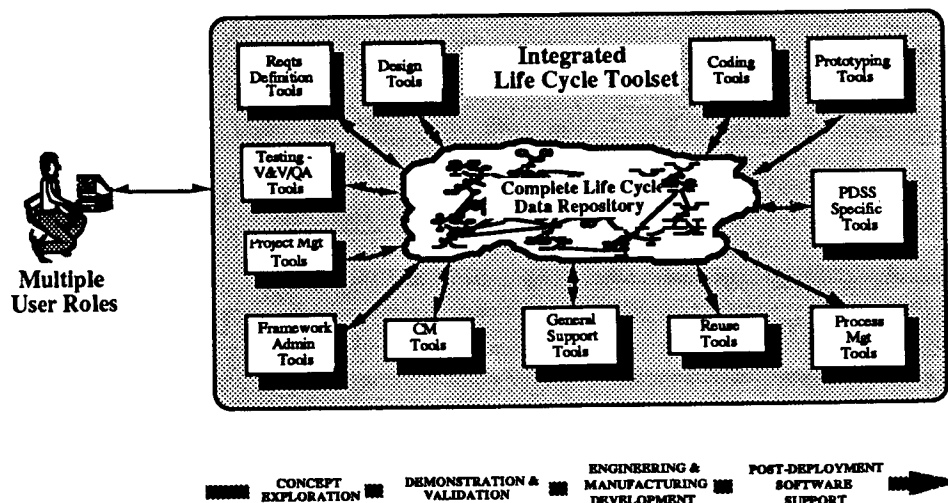 Integrated
Life Cycle Toolset
Reqts
Definition
Tools
Design
Tools
Coding
Tools
Prototyping
Tools
Testing -
V&V/QA
Tools
Complete Life Cycle
Data Repository
PDSS
Specific
Tools
Project Mgt
Tools
Multiple
User Roles
Framework
Admin
Tools
CM
Tools
General
Support
Tools
Reuse
Tools
Process
Mgt
Tools
CONCEPT
EXPLORATION
DEMONSTRATION &
VALIDATION
ENGINEERING &
MANUFACTURING
DEVELOPMENT
POST-DEPLOYMENT
SOFTWARE
SUPPORT